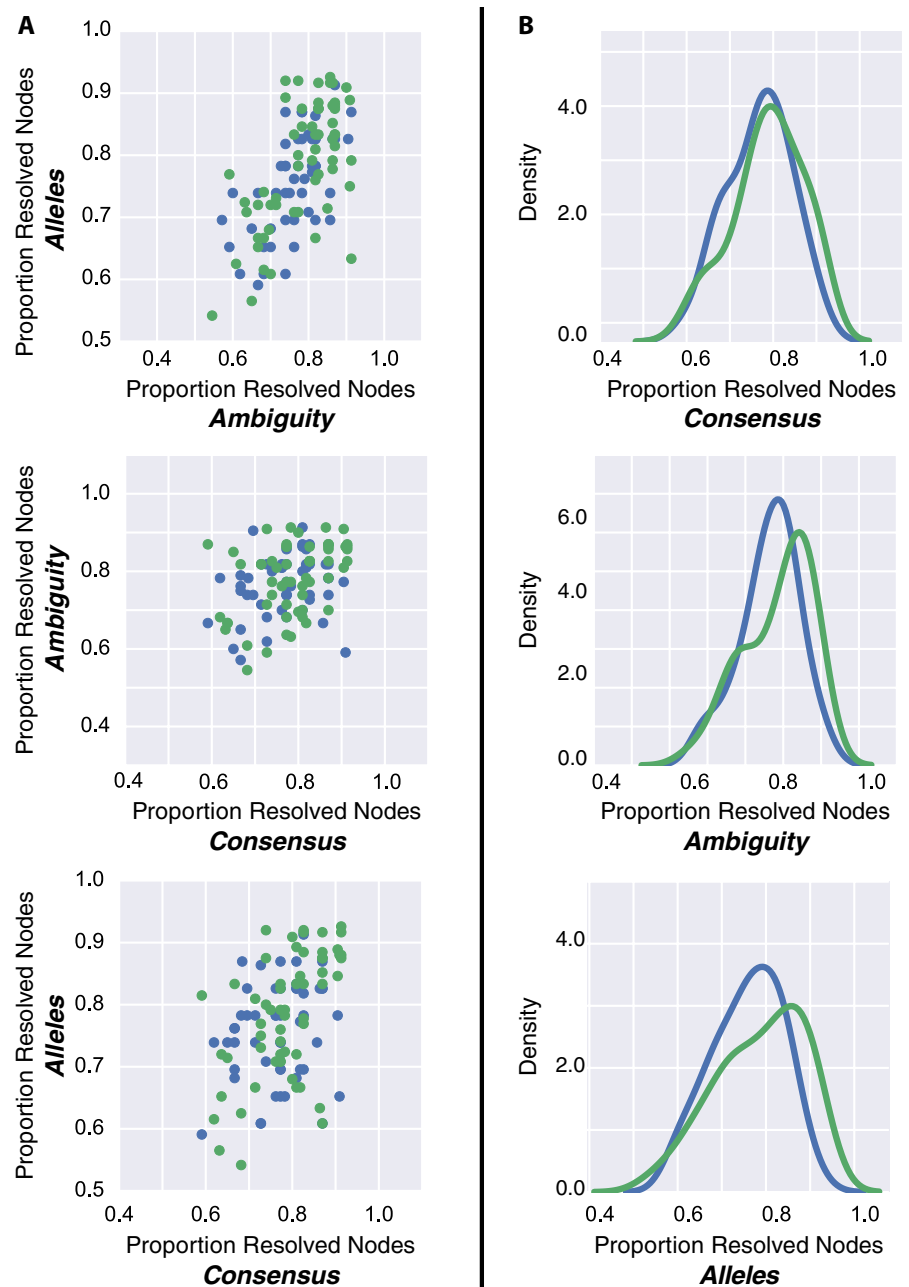 A
1.0
0.9
0.8
0.7
0.6
0.5
Proportion Resolved Nodes
Alleles
0.4 0.6 0.8 1.0
Proportion Resolved Nodes
Ambiguity
1.0
0.8
0.6
0.4
Proportion Resolved Nodes
Ambiguity
0.4 0.6 0.8 1.0
Proportion Resolved Nodes
Consensus
1.0
0.9
0.8
0.7
0.6
0.5
Proportion Resolved Nodes
Alleles
0.4 0.6 0.8 1.0
Proportion Resolved Nodes
Consensus
B
4.0
2.0
0.0
Density
0.4 0.6 0.8 1.0
Proportion Resolved Nodes
Consensus
6.0
4.0
2.0
0.0
Density
0.4 0.6 0.8 1.0
Proportion Resolved Nodes
Ambiguity
4.0
2.0
0.0
Density
0.4 0.6 0.8 1.0
Proportion Resolved Nodes
Alleles